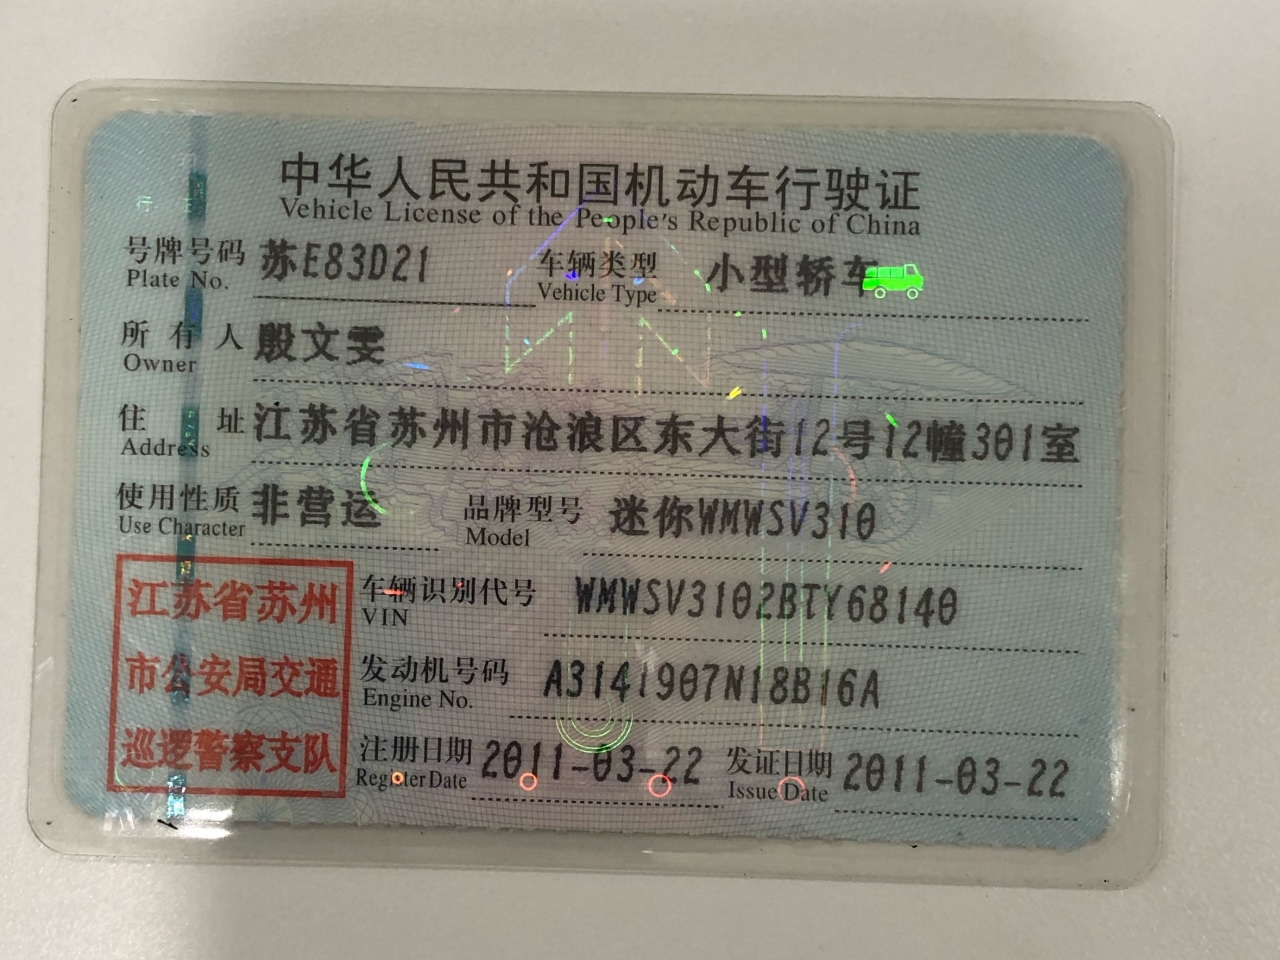 中华人民共和国机动车行驶证
Vehicle License of the People's Republic of China
号牌号码 苏E83D21 车辆类型 小型轿车
Plate No. Vehicle Type
所有人 殷文雯
Owner
住址 江苏省苏州市沧浪区东大街12号12幢301室
Address
使用性质 非营运 品牌型号 迷你WMWSV310
Use Character Model
江苏省苏州
市公安局交通
巡逻警察支队
车辆识别代号 WMWSV3102BTY68140
VIN
发动机号码 A3141907N18B16A
Engine No.
注册日期 2011-03-22 发证日期 2011-03-22
Register Date Issue Date